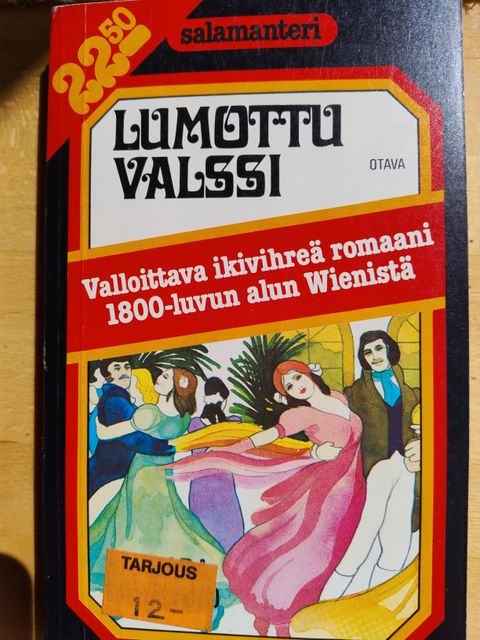 22.50
salamanteri
LUMOTTU
VALSSI
OTAVA
Valloittava ikivihreä romaani
1800-luvun alun Wienistä
TARJOUS
12-